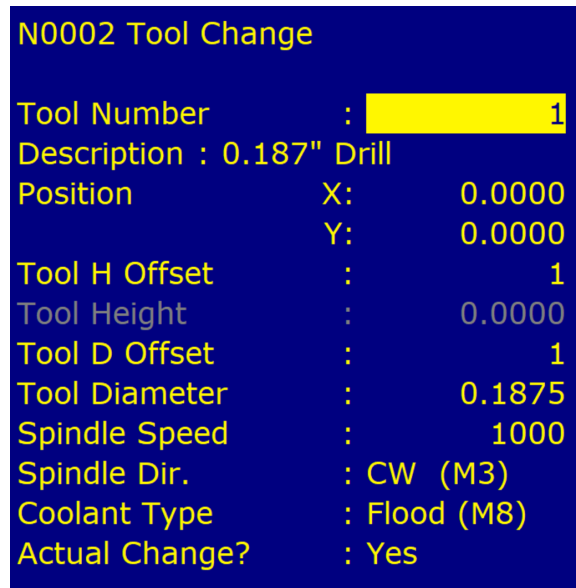 N0002 Tool Change
Tool Number : 1
Description : 0.187" Drill
Position X: 0.0000
Y: 0.0000
Tool H Offset : 1
Tool Height : 0.0000
Tool D Offset : 1
Tool Diameter : 0.1875
Spindle Speed : 1000
Spindle Dir. : CW (M3)
Coolant Type : Flood (M8)
Actual Change? : Yes